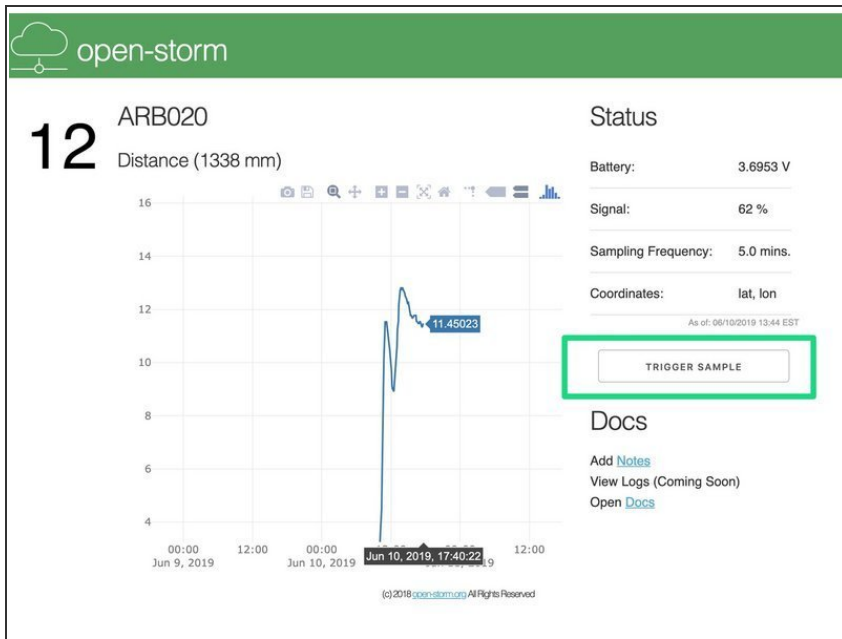 open-storm
12
ARB020
Distance (1338 mm)
16
14
12
10
8
6
4
11.45023
00:00
Jun 9, 2019
12:00
00:00
Jun 10, 2019
Jun 10, 2019, 17:40:22
19
12:00
(c) 2018 open-storm.org All Rights Reserved
Status
Battery: 3.6953 V
Signal: 62 %
Sampling Frequency: 5.0 mins.
Coordinates: lat, lon
As of: 06/10/2019 13:44 EST
TRIGGER SAMPLE
Docs
Add Notes
View Logs (Coming Soon)
Open Docs